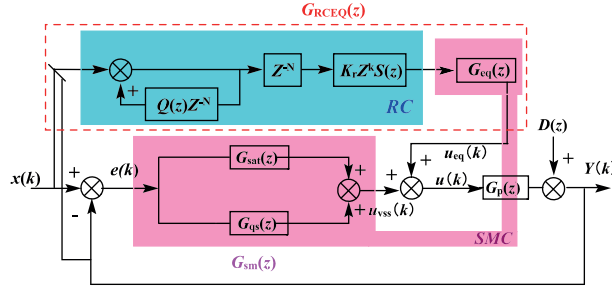 G_RCEQ(z)
Z^-N
K_r Z^k S(z)
G_eq(z)
+
Q(z)Z^-N
RC
D(z)
G_sat(z)
u_eq(k)
+
+
x(k)
+
e(k)
+
+
u(k)
G_p(z)
Y(k)
-
G_qs(z)
+
u_vss(k)
SMC
G_sm(z)